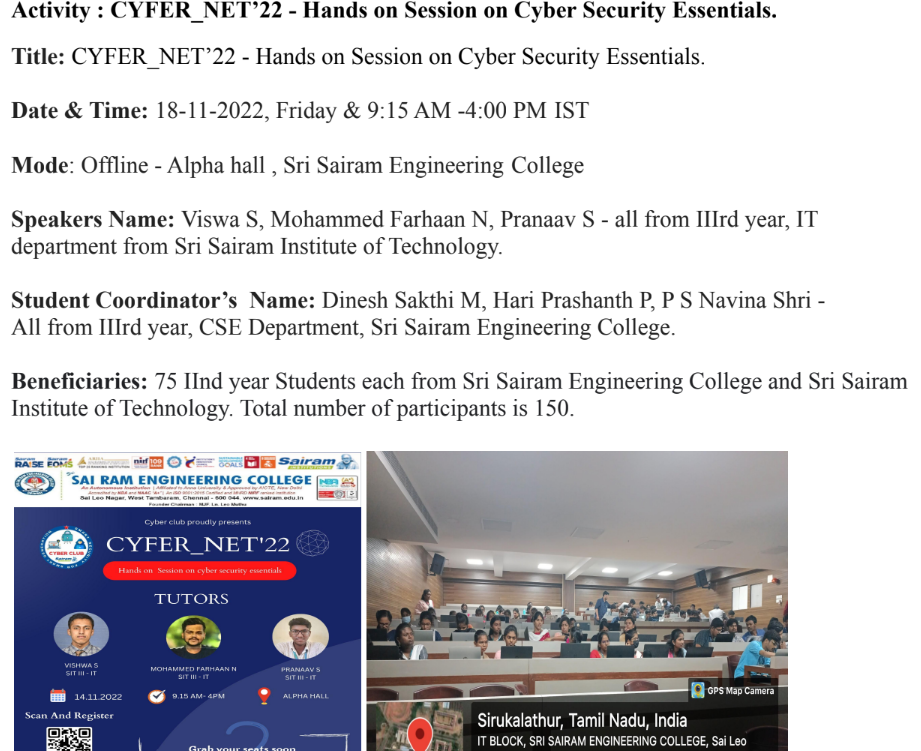 Activity : CYFER_NET’22 - Hands on Session on Cyber Security Essentials.
Title: CYFER_NET’22 - Hands on Session on Cyber Security Essentials.
Date & Time: 18-11-2022, Friday & 9:15 AM -4:00 PM IST
Mode: Offline - Alpha hall , Sri Sairam Engineering College
Speakers Name: Viswa S, Mohammed Farhaan N, Pranaav S - all from IIIrd year, IT
department from Sri Sairam Institute of Technology.
Student Coordinator’s  Name: Dinesh Sakthi M, Hari Prashanth P, P S Navina Shri -
All from IIIrd year, CSE Department, Sri Sairam Engineering College.
Beneficiaries: 75 IInd year Students each from Sri Sairam Engineering College and Sri Sairam
Institute of Technology. Total number of participants is 150.
Sairam
SAI RAM ENGINEERING COLLEGE
Sai Leo Nagar, West Tambaram, Chennai - 600 044. www.sairam.edu.in
Cyber club proudly presents
CYBER CLUB
CYFER_NET'22
Hands on Session on cyber security essentials
TUTORS
VISHWA S
SIT III - IT
MOHAMMED FARHAAN N
SIT III - IT
PRANAAV S
SIT III - IT
14.11.2022
9.15 AM- 4PM
ALPHA HALL
Scan And Register
Grab your seats soon
GPS Map Camera
Sirukalathur, Tamil Nadu, India
IT BLOCK, SRI SAIRAM ENGINEERING COLLEGE, Sai Leo